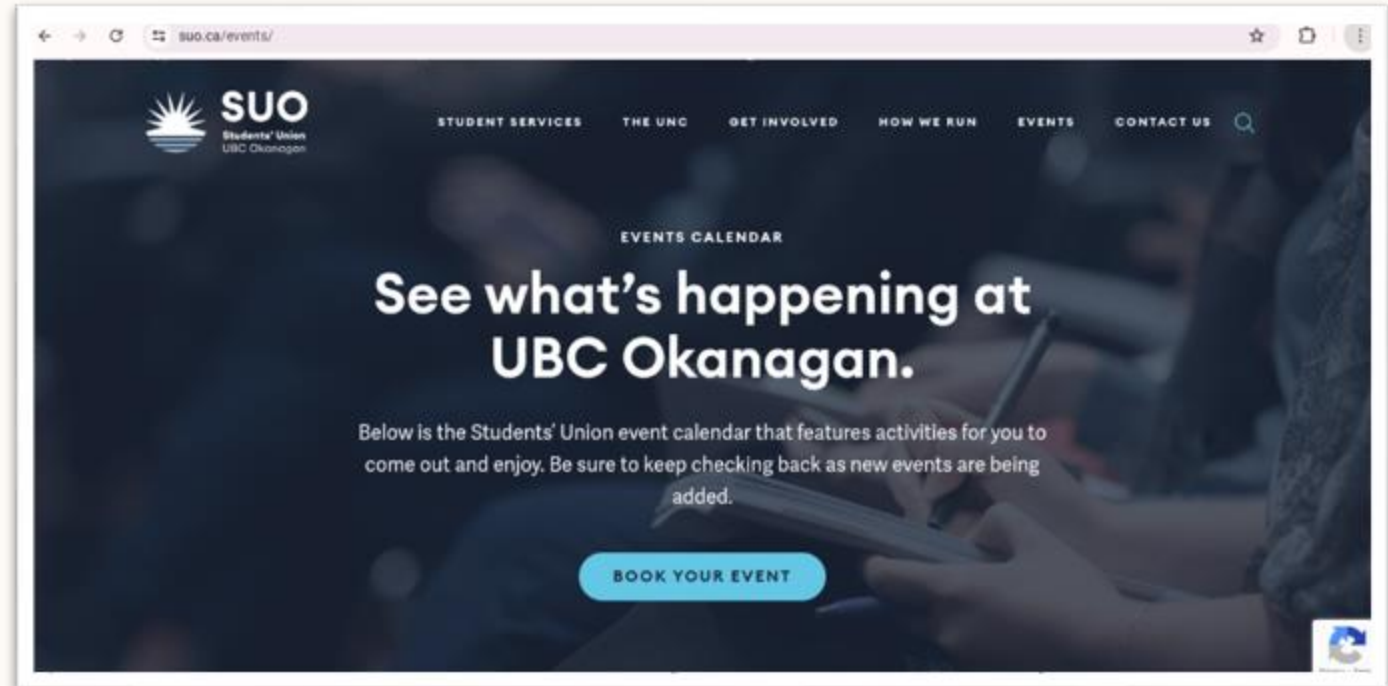 suo.ca/events/
SUO
Students' Union
UBC Okanagan
STUDENT SERVICES THE UNC GET INVOLVED HOW WE RUN EVENTS CONTACT US
EVENTS CALENDAR
See what's happening at
UBC Okanagan.
Below is the Students' Union event calendar that features activities for you to
come out and enjoy. Be sure to keep checking back as new events are being
added.
BOOK YOUR EVENT